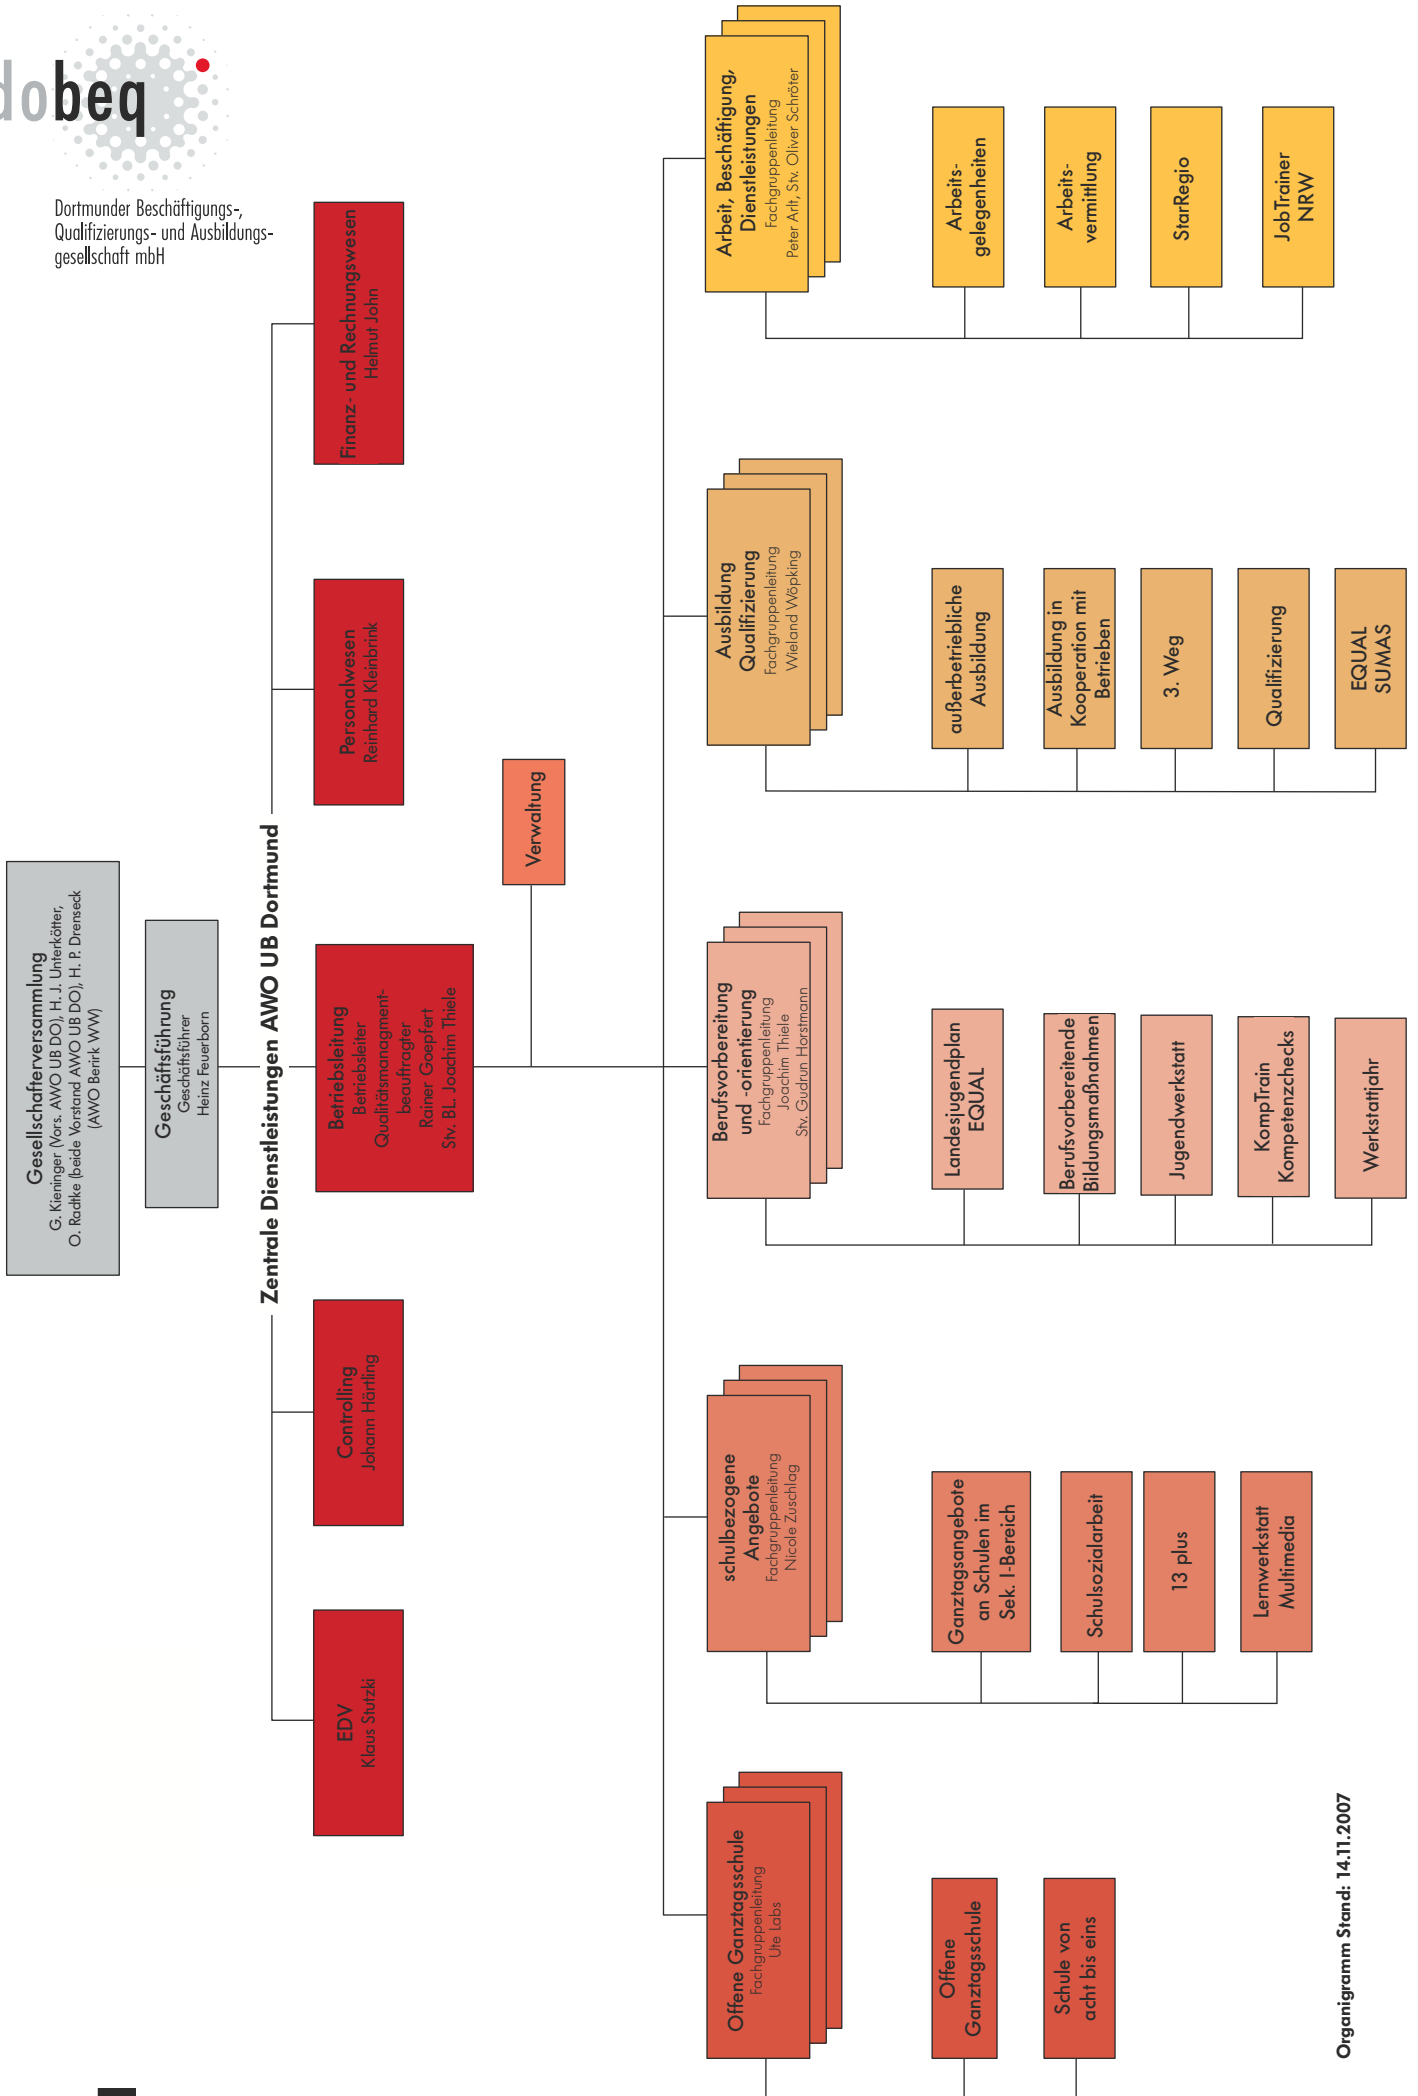 dobeq
Dortmunder Beschäftigungs-,
Qualifizierungs- und Ausbildungs-
gesellschaft mbH
Gesellschafterversammlung
G. Kieninger (Vors. AWO UB DO), H. J. Unterkötter,
O. Radtke (beide Vorstand AWO UB DO), H. P. Drenseck
(AWO Berirk WW)
Geschäftsführung
Geschäftsführer
Heinz Feuerborn
Zentrale Dienstleistungen AWO UB Dortmund
EDV
Klaus Stutzki
Controlling
Johann Härtling
Betriebsleitung
Betriebsleiter
Qualitätsmanagment-
beauftragter
Rainer Goepfert
Stv. BL. Joachim Thiele
Personalwesen
Reinhard Kleinbrink
Finanz- und Rechnungswesen
Helmut John
Verwaltung
Offene Ganztagsschule
Fachgruppenleitung
Ute Labs
Offene
Ganztagsschule
Schule von
acht bis eins
schulbezogene
Angebote
Fachgruppenleitung
Nicole Zuschlag
Ganztagsangebote
an Schulen im
Sek. I-Bereich
Schulsozialarbeit
13 plus
Lernwerkstatt
Multimedia
Berufsvorbereitung
und -orientierung
Fachgruppenleitung
Joachim Thiele
Stv. Gudrun Horstmann
Landesjugendplan
EQUAL
Berufsvorbereitende
Bildungsmaßnahmen
Jugendwerkstatt
KompTrain
Kompetenzchecks
Werkstattjahr
Ausbildung
Qualifizierung
Fachgruppenleitung
Wieland Wöpking
außerbetriebliche
Ausbildung
Ausbildung in
Kooperation mit
Betrieben
3. Weg
Qualifizierung
EQUAL
SUMAS
Arbeit, Beschäftigung,
Dienstleistungen
Fachgruppenleitung
Peter Arlt, Stv. Oliver Schröter
Arbeits-
gelegenheiten
Arbeits-
vermittlung
StarRegio
JobTrainer
NRW
Organigramm Stand: 14.11.2007